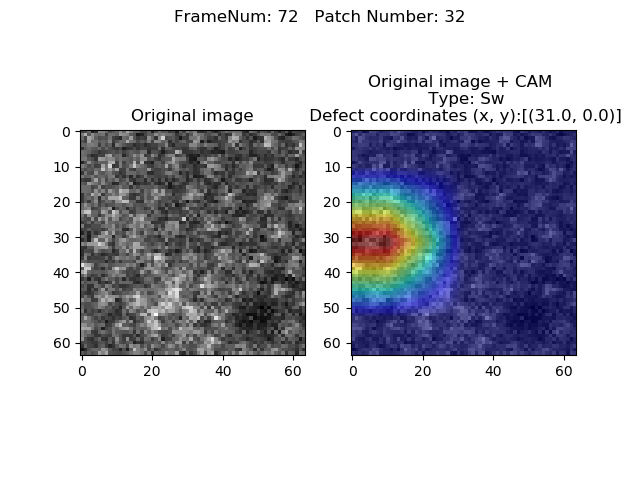 FrameNum: 72   Patch Number: 32
Original image
Original image + CAM
Type: Sw
Defect coordinates (x, y):[(31.0, 0.0)]
0
10
20
30
40
50
60
0 20 40 60
0
10
20
30
40
50
60
0 20 40 60